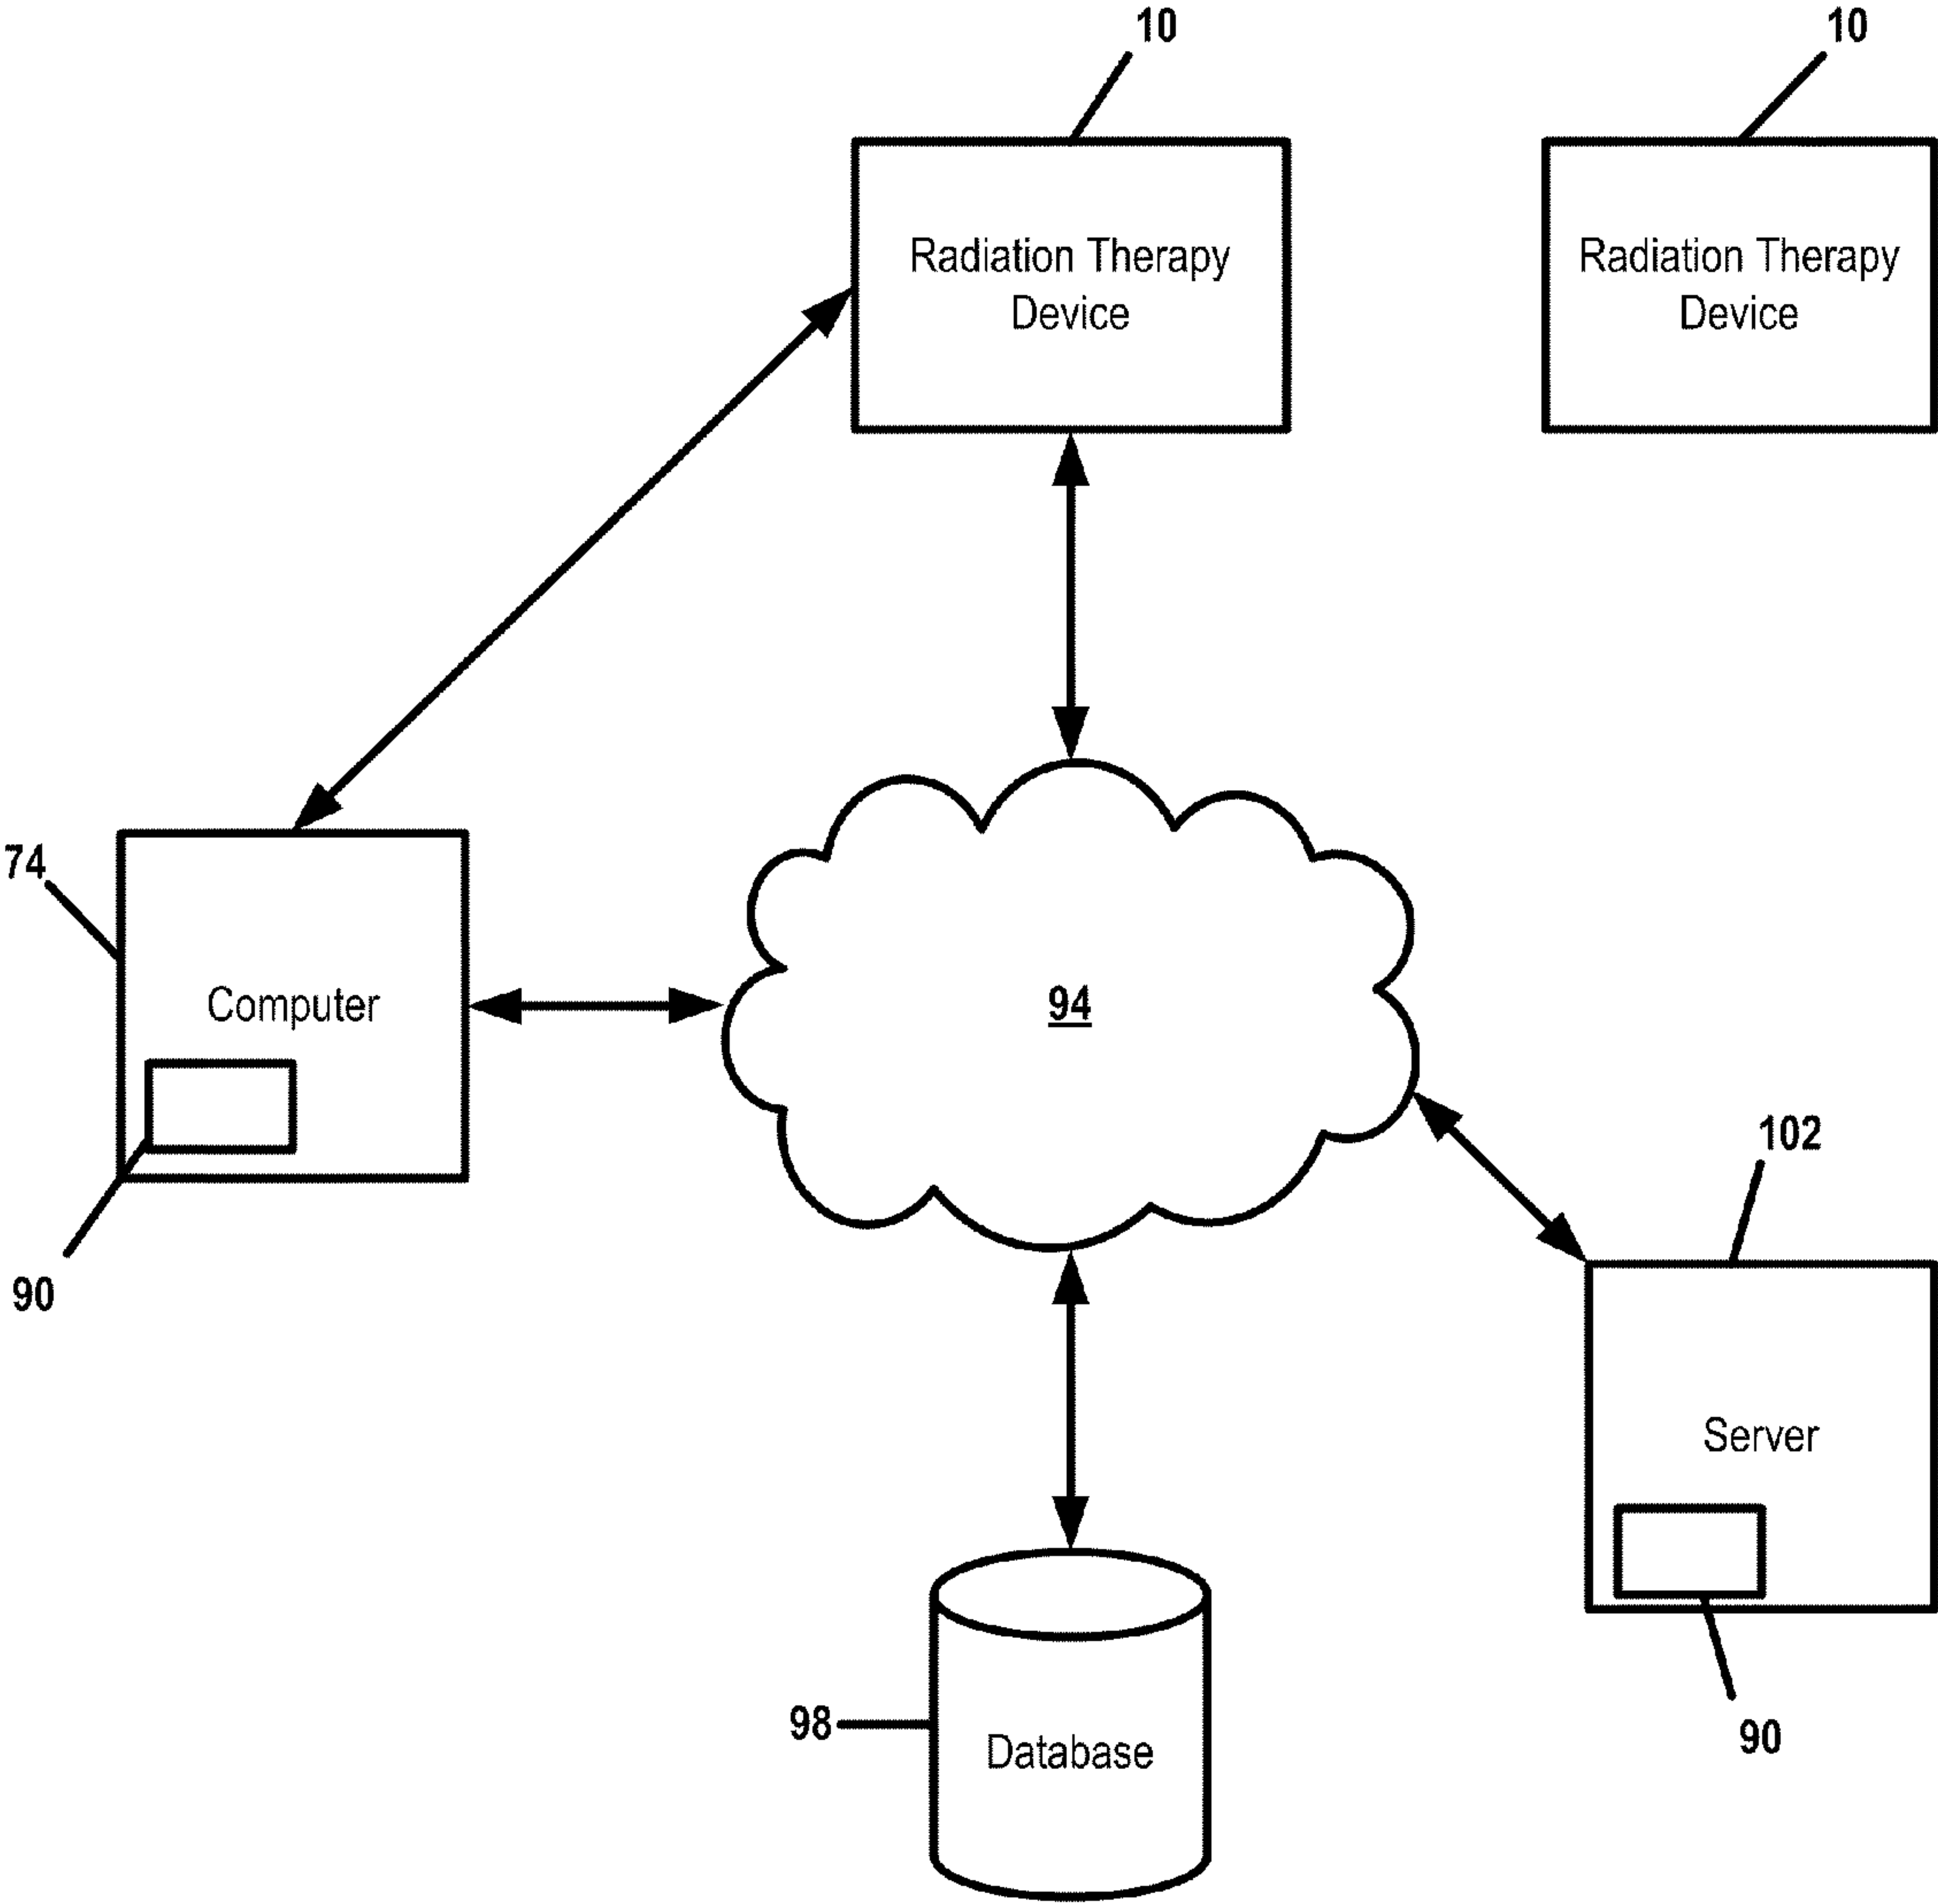 10
10
Radiation Therapy
Device
Radiation Therapy
Device
74
Computer
94
90
102
Server
98
Database
90